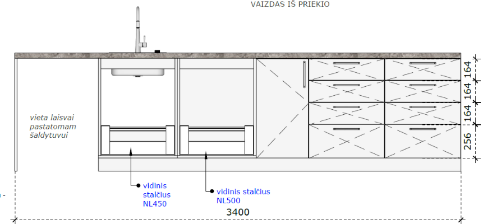 VAIZDAS IŠ PRIEKIO
vieta laisvai
pastatomam
šaldytuvui
164
164
164
256
vidinis
stalčius
NL450
vidinis stalčius
NL500
3400